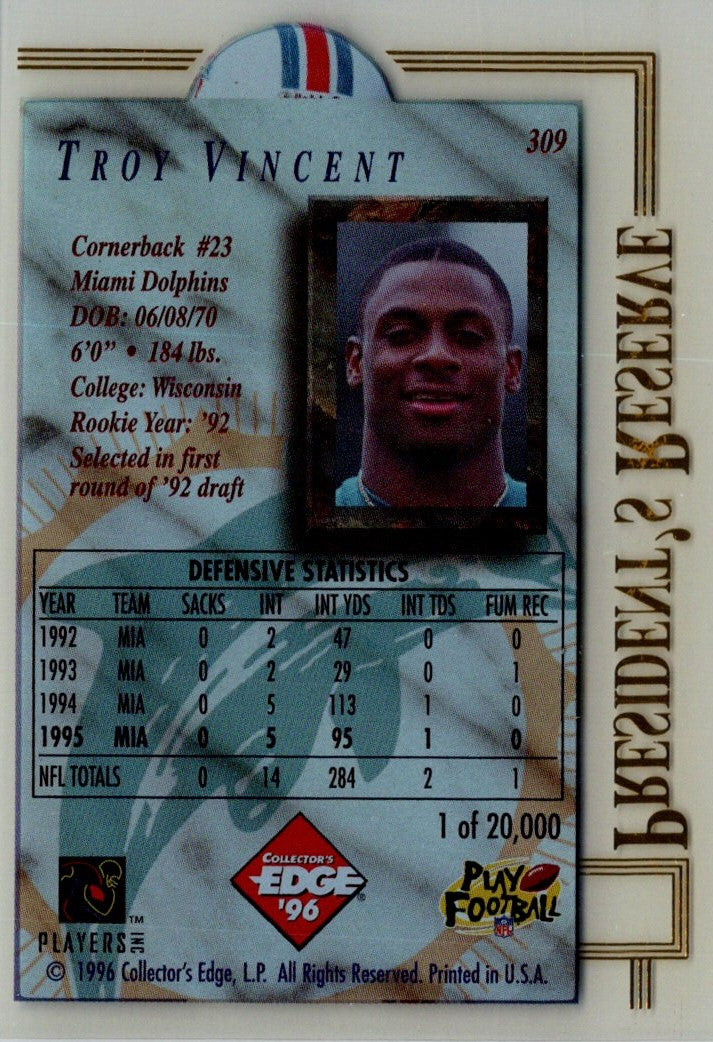 309
TROY VINCENT
Cornerback #23
Miami Dolphins
DOB: 06/08/70
6'0" • 184 lbs.
College: Wisconsin
Rookie Year: '92
Selected in first
round of '92 draft
DEFENSIVE STATISTICS
YEAR TEAM SACKS INT INT YDS INT TDS FUM REC
1992 MIA 0 2 47 0 0
1993 MIA 0 2 29 0 1
1994 MIA 0 5 113 1 0
1995 MIA 0 5 95 1 0
NFL TOTALS 0 14 284 2 1
1 of 20,000
COLLECTOR'S
EDGE®
'96
PLAY
FOOTBALL
NFL
PLAYERS INC ™
© 1996 Collector's Edge, L.P. All Rights Reserved. Printed in U.S.A.
PRESIDENT'S RESERVE